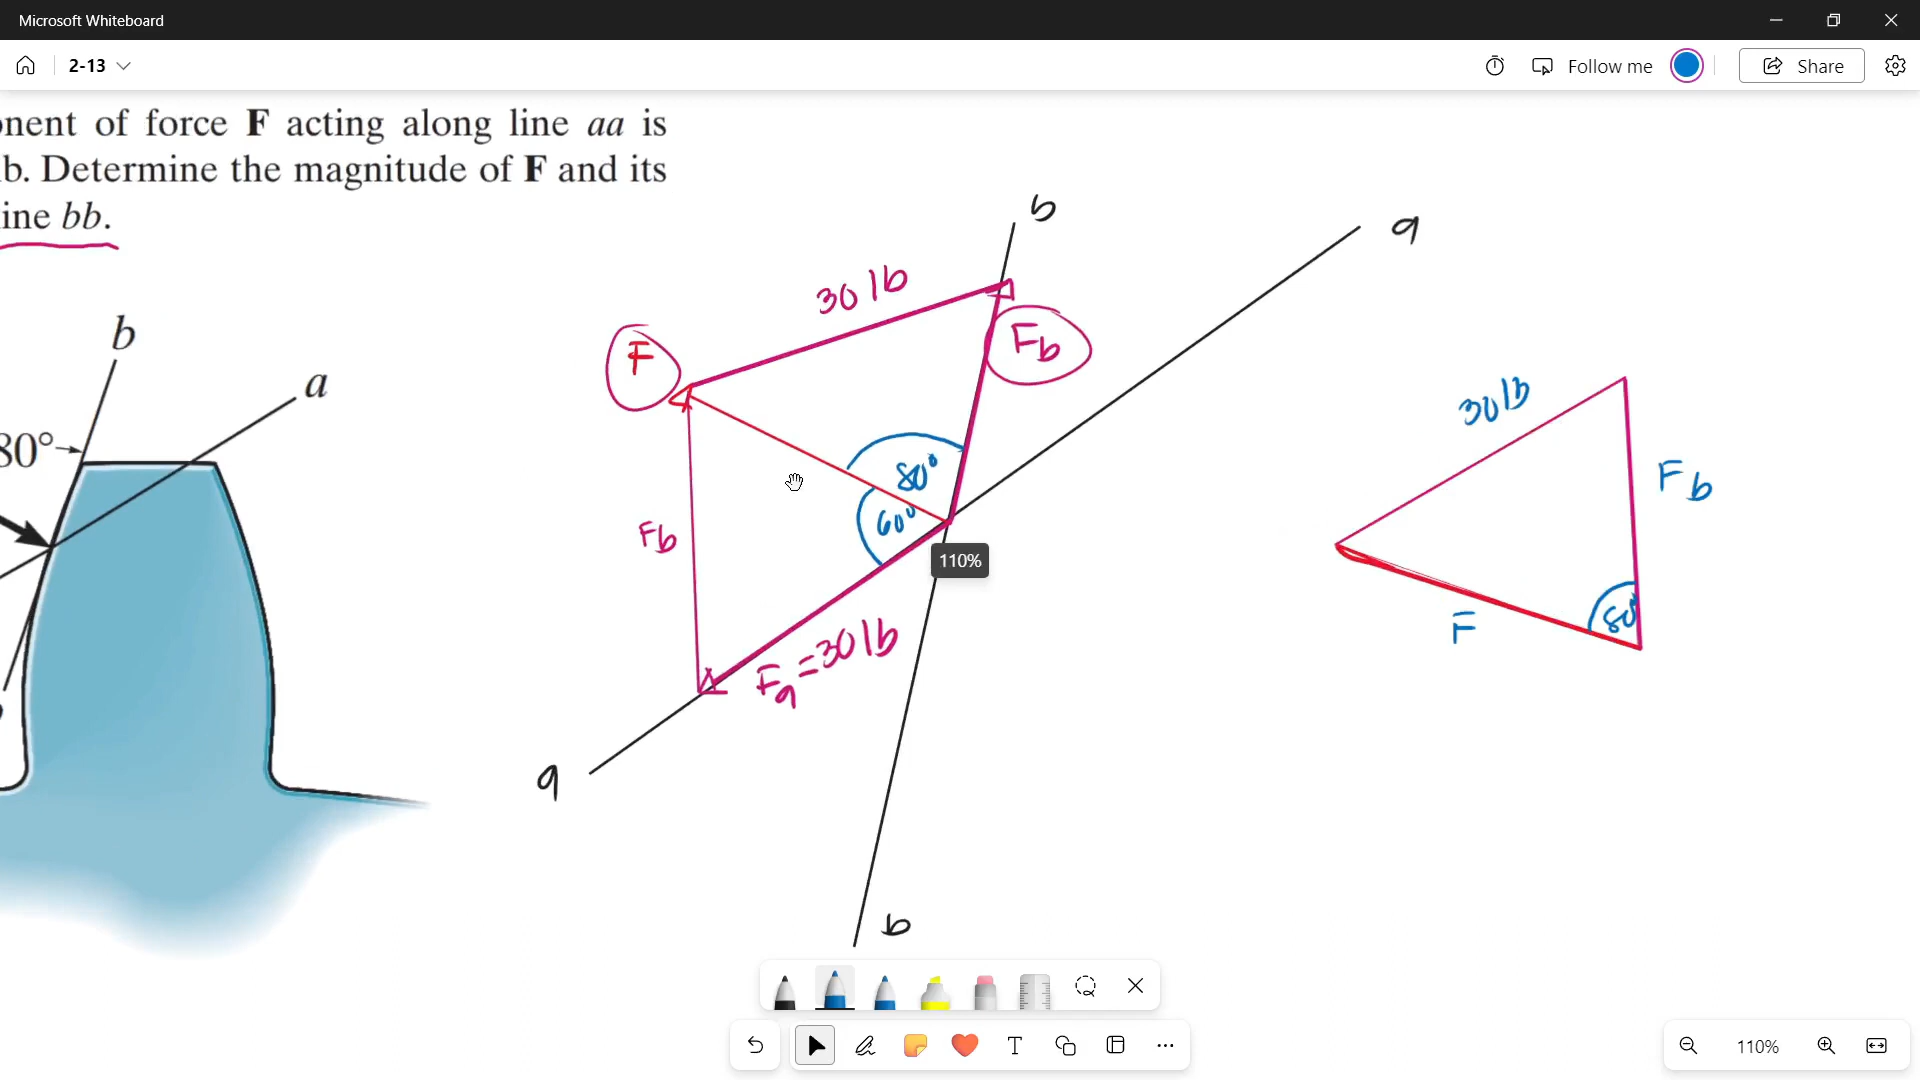 Microsoft Whiteboard
2-13
Follow me
Share
nent of force F acting along line aa is
b. Determine the magnitude of F and its
ine bb.
b
a
80°
b
a
30 lb
F
Fb
80°
60°
Fb
110%
Fa = 30 lb
a
b
30 lb
Fb
F
80°
110%